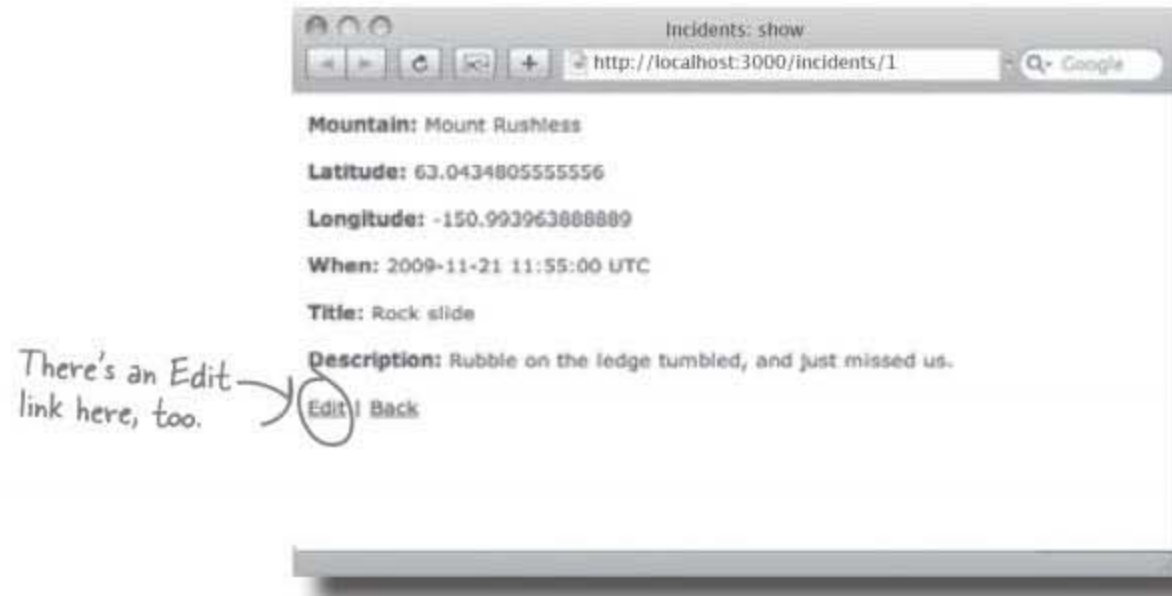 Incidents: show
http://localhost:3000/incidents/1
Google
Mountain: Mount Rushless
Latitude: 63.0434805555556
Longitude: -150.993963888889
When: 2009-11-21 11:55:00 UTC
Title: Rock slide
Description: Rubble on the ledge tumbled, and just missed us.
There's an Edit
link here, too.
Edit | Back